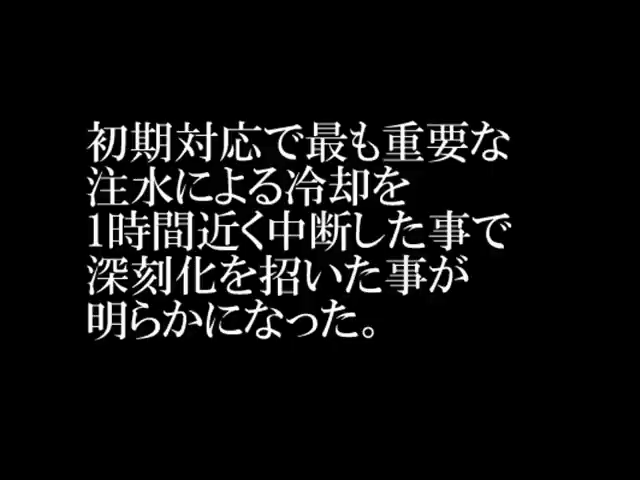 初期対応で最も重要な
注水による冷却を
1時間近く中断した事で
深刻化を招いた事が
明らかになった。